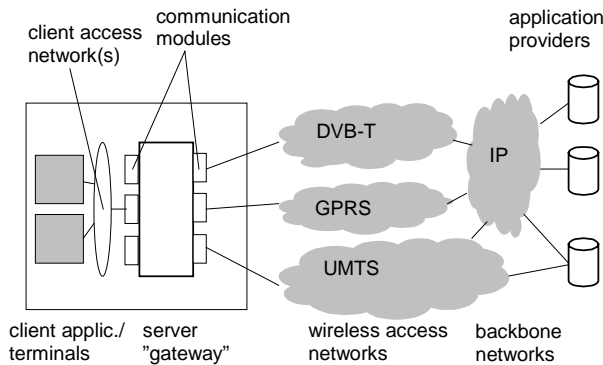 client access
network(s)
communication
modules
application
providers
DVB-T
IP
GPRS
UMTS
client applic./
terminals
server
"gateway"
wireless access
networks
backbone
networks